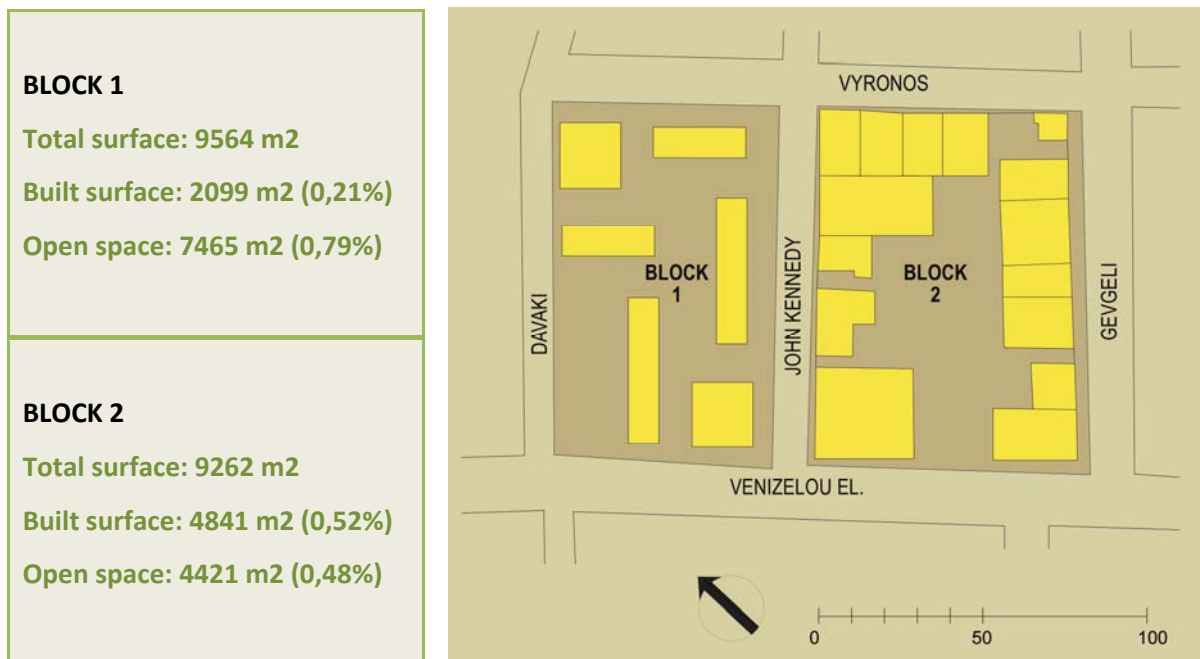 BLOCK 1
Total surface: 9564 m2
Built surface: 2099 m2 (0,21%)
Open space: 7465 m2 (0,79%)
BLOCK 2
Total surface: 9262 m2
Built surface: 4841 m2 (0,52%)
Open space: 4421 m2 (0,48%)
VYRONOS
DAVAKI
BLOCK
1
JOHN KENNEDY
BLOCK
2
GEVGELI
VENIZELOU EL.
0 50 100